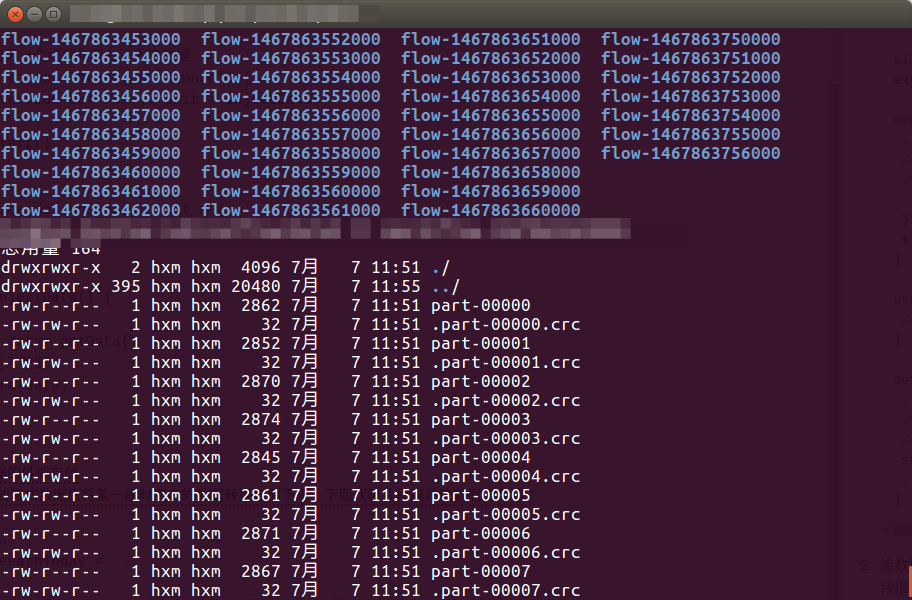 flow-1467863453000 flow-1467863552000 flow-1467863651000 flow-1467863750000
flow-1467863454000 flow-1467863553000 flow-1467863652000 flow-1467863751000
flow-1467863455000 flow-1467863554000 flow-1467863653000 flow-1467863752000
flow-1467863456000 flow-1467863555000 flow-1467863654000 flow-1467863753000
flow-1467863457000 flow-1467863556000 flow-1467863655000 flow-1467863754000
flow-1467863458000 flow-1467863557000 flow-1467863656000 flow-1467863755000
flow-1467863459000 flow-1467863558000 flow-1467863657000 flow-1467863756000
flow-1467863460000 flow-1467863559000 flow-1467863658000
flow-1467863461000 flow-1467863560000 flow-1467863659000
flow-1467863462000 flow-1467863561000 flow-1467863660000
总用量 164
drwxrwxr-x 2 hxm hxm 4096 7月 7 11:51 ./
drwxrwxr-x 395 hxm hxm 20480 7月 7 11:55 ../
-rw-r--r-- 1 hxm hxm 2862 7月 7 11:51 part-00000
-rw-rw-r-- 1 hxm hxm 32 7月 7 11:51 .part-00000.crc
-rw-r--r-- 1 hxm hxm 2852 7月 7 11:51 part-00001
-rw-rw-r-- 1 hxm hxm 32 7月 7 11:51 .part-00001.crc
-rw-r--r-- 1 hxm hxm 2870 7月 7 11:51 part-00002
-rw-rw-r-- 1 hxm hxm 32 7月 7 11:51 .part-00002.crc
-rw-r--r-- 1 hxm hxm 2874 7月 7 11:51 part-00003
-rw-rw-r-- 1 hxm hxm 32 7月 7 11:51 .part-00003.crc
-rw-r--r-- 1 hxm hxm 2845 7月 7 11:51 part-00004
-rw-rw-r-- 1 hxm hxm 32 7月 7 11:51 .part-00004.crc
-rw-r--r-- 1 hxm hxm 2861 7月 7 11:51 part-00005
-rw-rw-r-- 1 hxm hxm 32 7月 7 11:51 .part-00005.crc
-rw-r--r-- 1 hxm hxm 2871 7月 7 11:51 part-00006
-rw-rw-r-- 1 hxm hxm 32 7月 7 11:51 .part-00006.crc
-rw-r--r-- 1 hxm hxm 2867 7月 7 11:51 part-00007
-rw-rw-r-- 1 hxm hxm 32 7月 7 11:51 .part-00007.crc